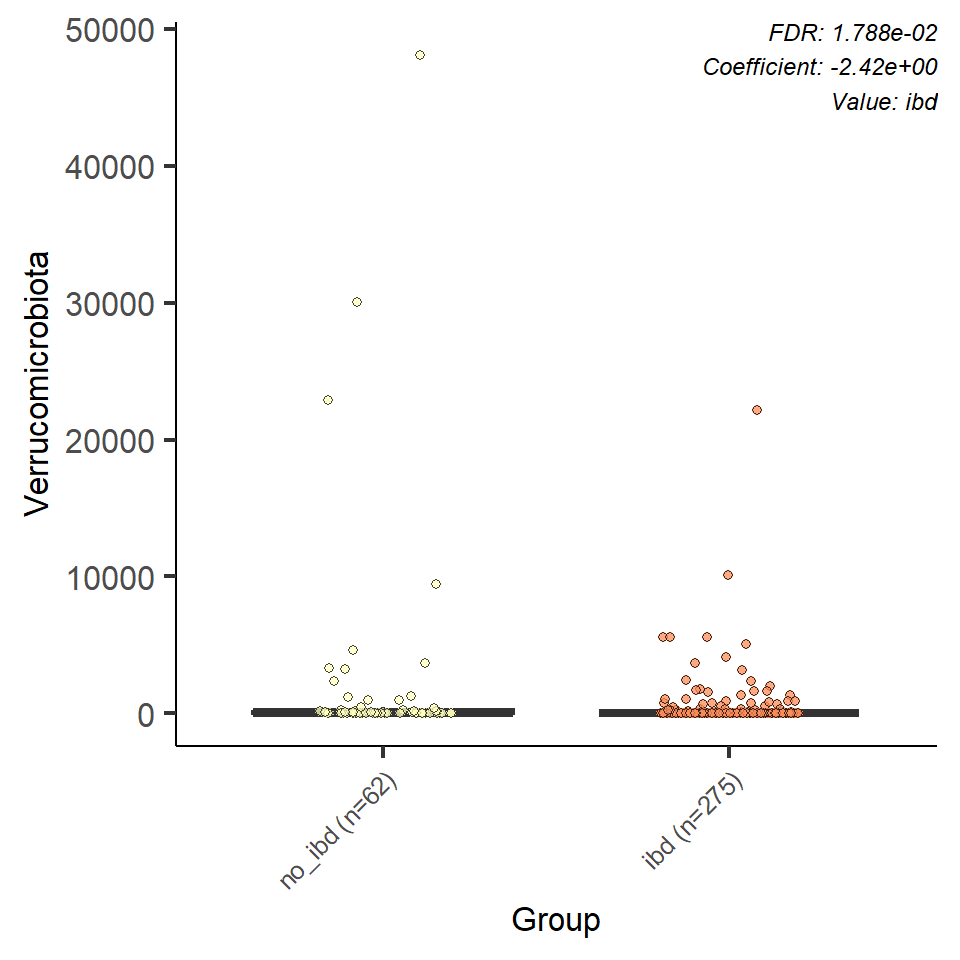 FDR: 1.788e-02
Coefficient: -2.42e+00
Value: ibd
50000
40000
30000
20000
10000
0
Verrucomicrobiota
no_ibd (n=62)
ibd (n=275)
Group